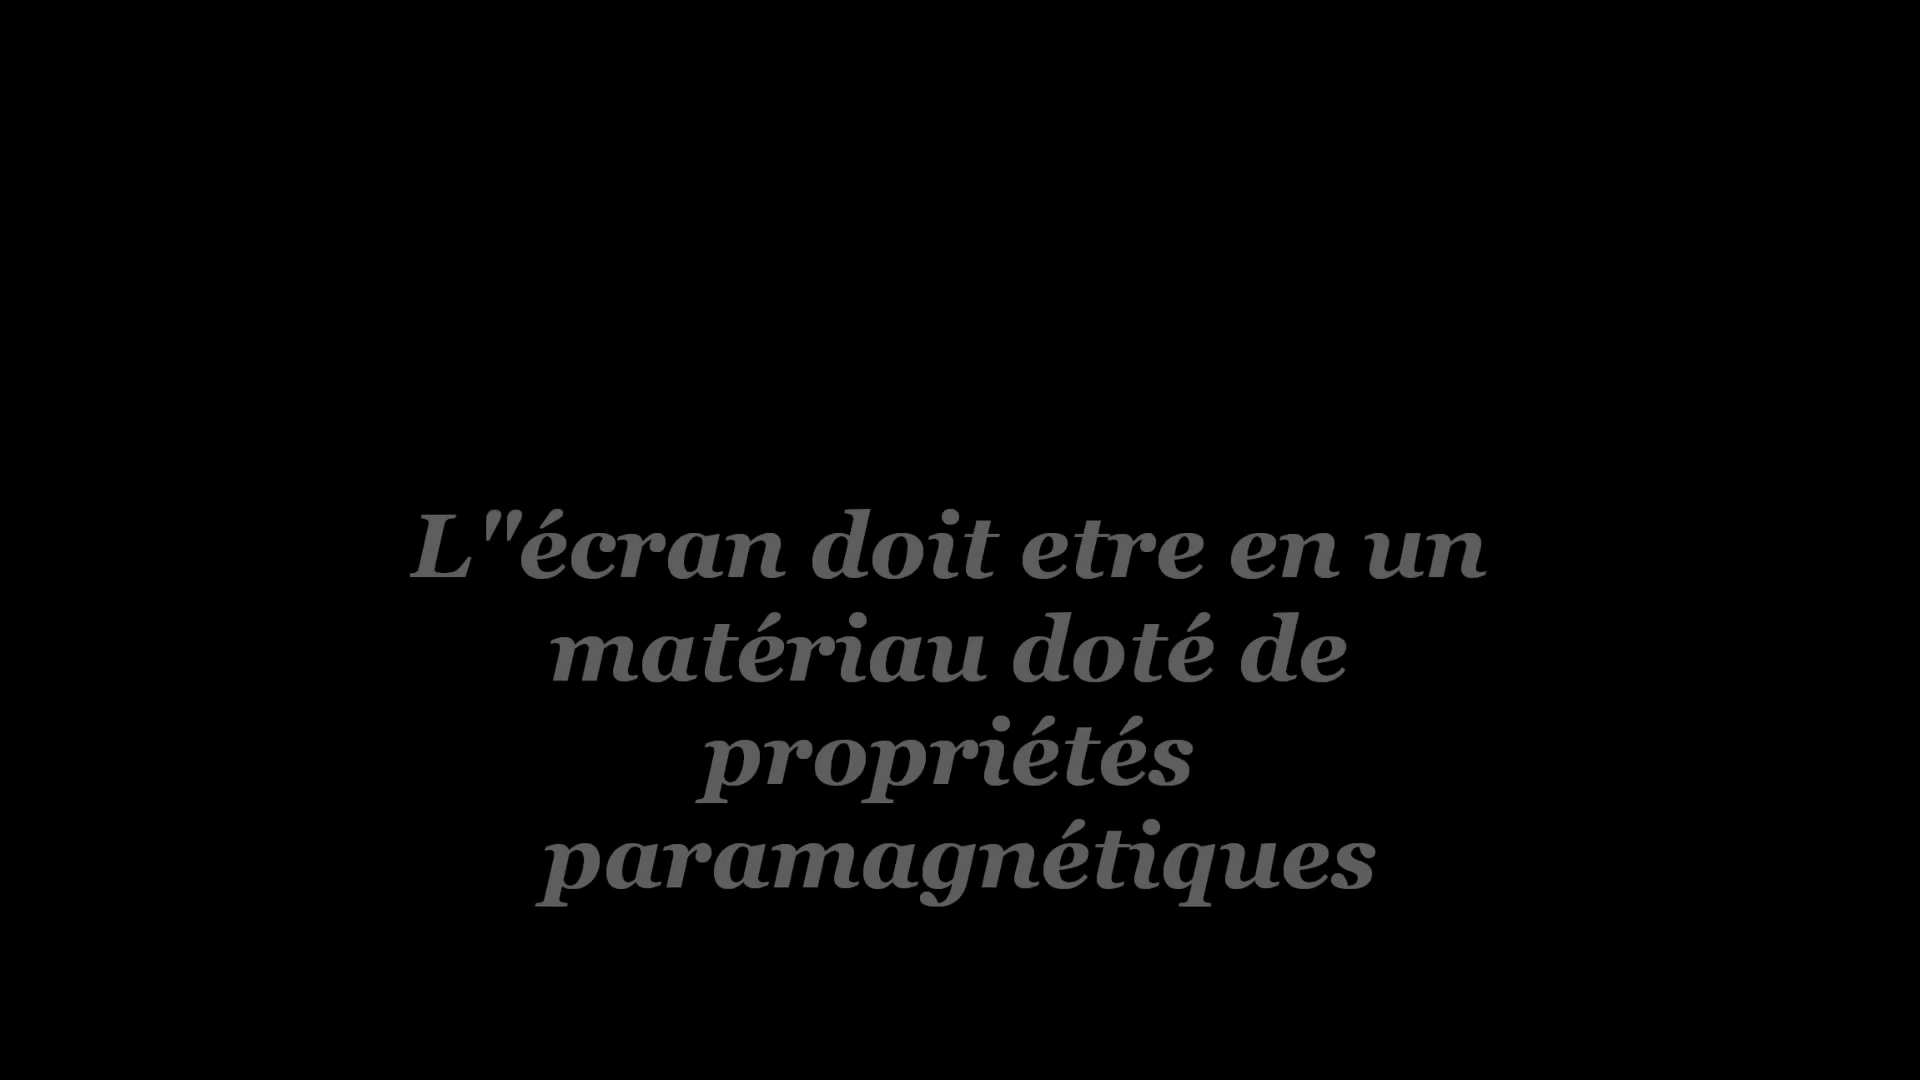 L"écran doit etre en un
matériau doté de
propriétés
paramagnétiques